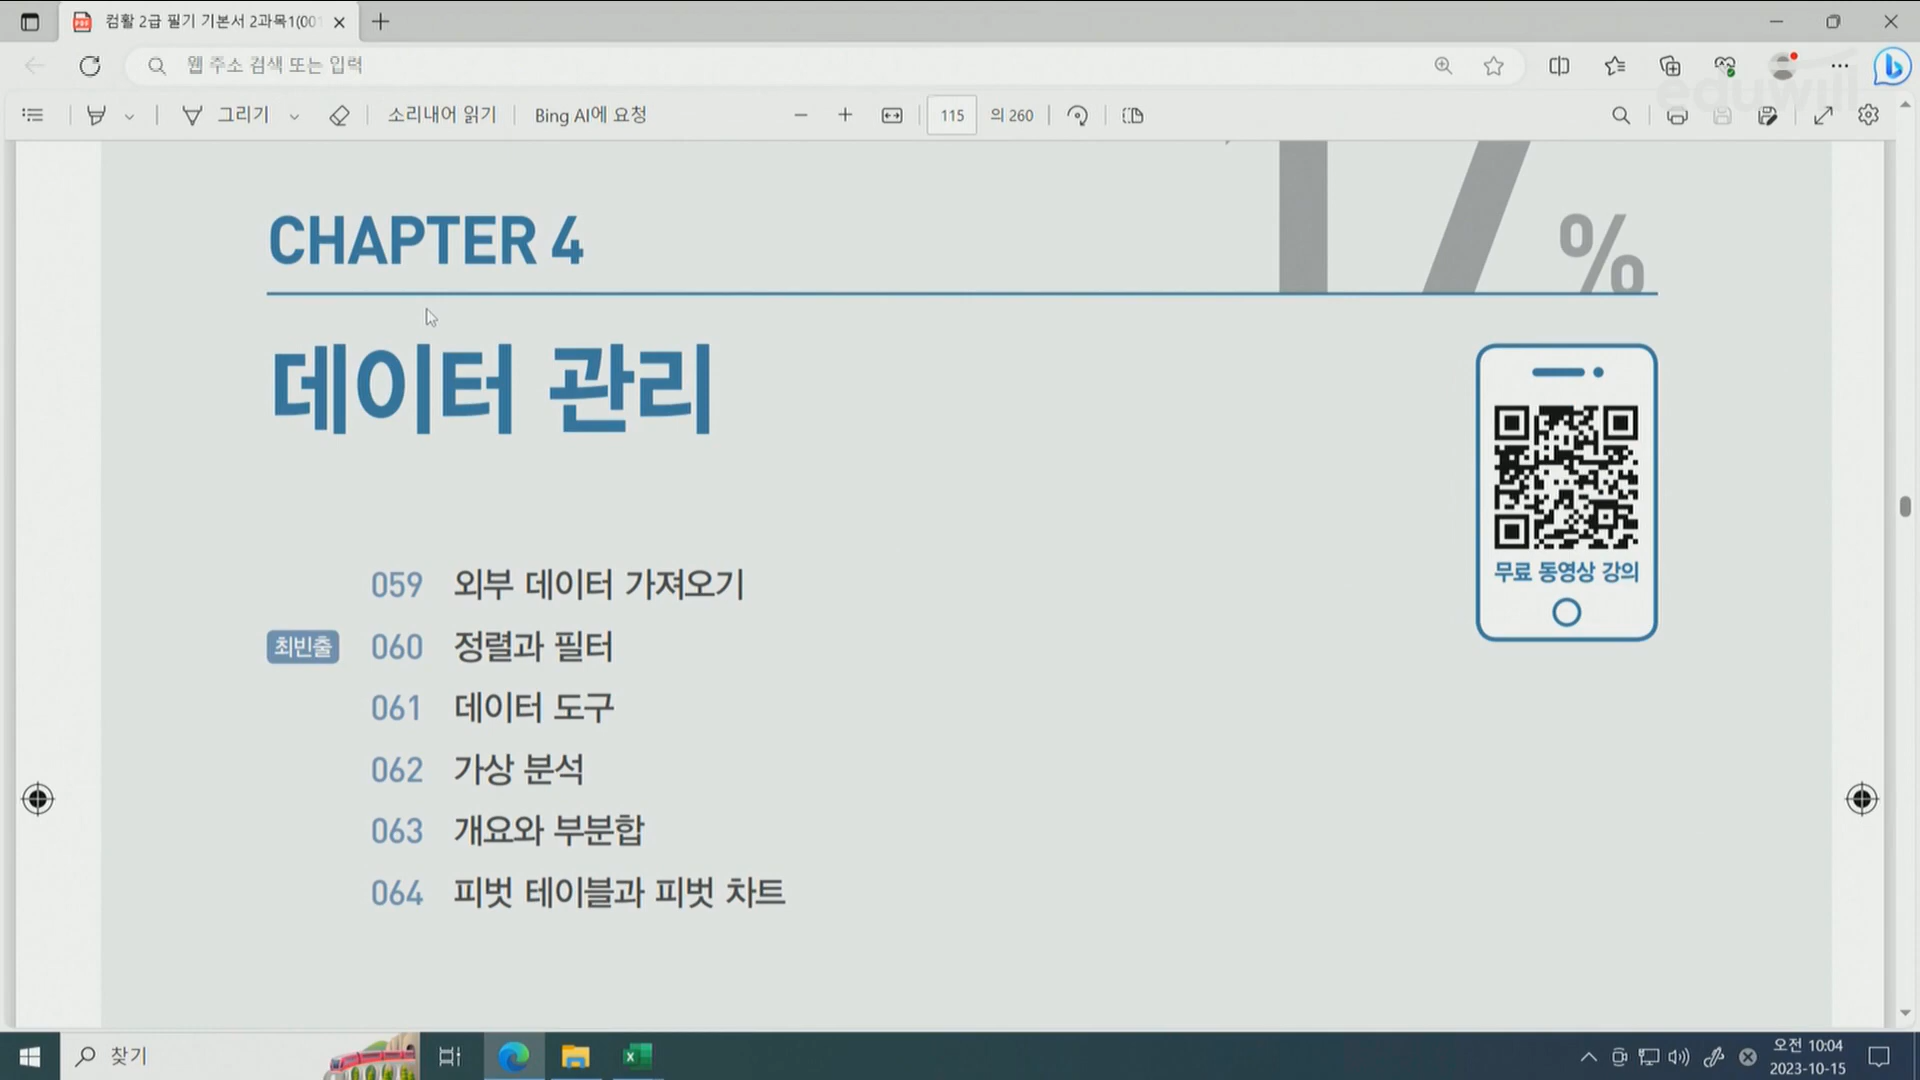 컴활 2급 필기 기본서 2과목1(001
웹 주소 검색 또는 입력
eduwill
그리기
소리내어 읽기
Bing AI에 요청
115
의 260
17%
CHAPTER 4
데이터 관리
무료 동영상 강의
059 외부 데이터 가져오기
최빈출 060 정렬과 필터
061 데이터 도구
062 가상 분석
063 개요와 부분합
064 피벗 테이블과 피벗 차트
찾기
오전 10:04
2023-10-15